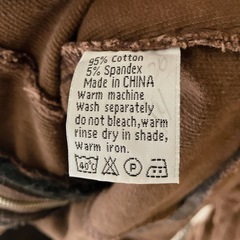 95% Cotton
5% Spandex
Made in CHINA
Warm machine
Wash separately
do not bleach,warm
rinse dry in shade,
Warm iron.
40°C P